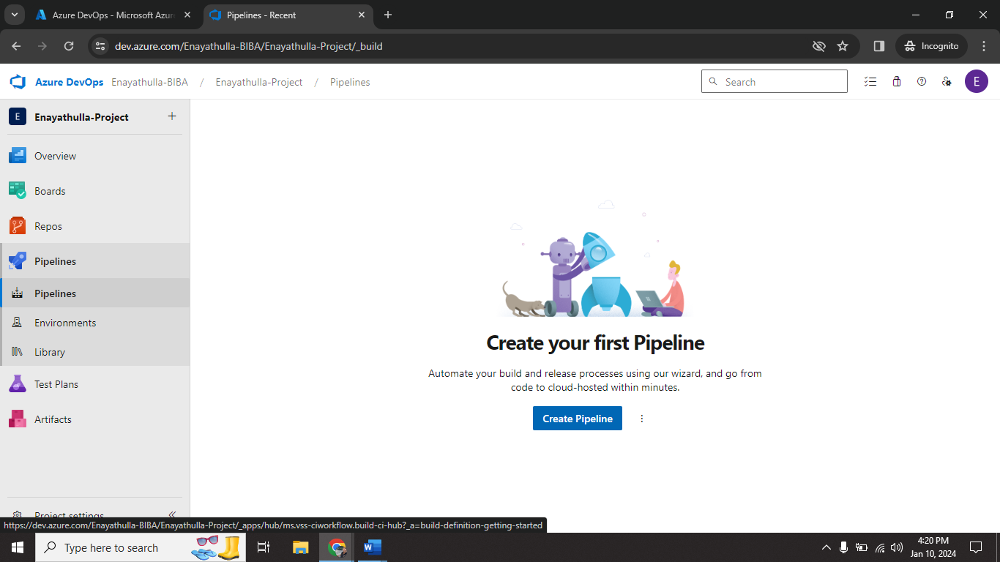 Azure DevOps - Microsoft Azure
Pipelines - Recent
dev.azure.com/Enayathulla-BIBA/Enayathulla-Project/_build
Incognito
Azure DevOps Enayathulla-BIBA / Enayathulla-Project / Pipelines
Search
E
E Enayathulla-Project
Overview
Boards
Repos
Pipelines
Pipelines
Environments
Library
Test Plans
Artifacts
Project settings
Create your first Pipeline
Automate your build and release processes using our wizard, and go from
code to cloud-hosted within minutes.
Create Pipeline
https://dev.azure.com/Enayathulla-BIBA/Enayathulla-Project/_apps/hub/ms.vss-ciworkflow.build-ci-hub?_a=build-definition-getting-started
Type here to search
4:20 PM
Jan 10, 2024